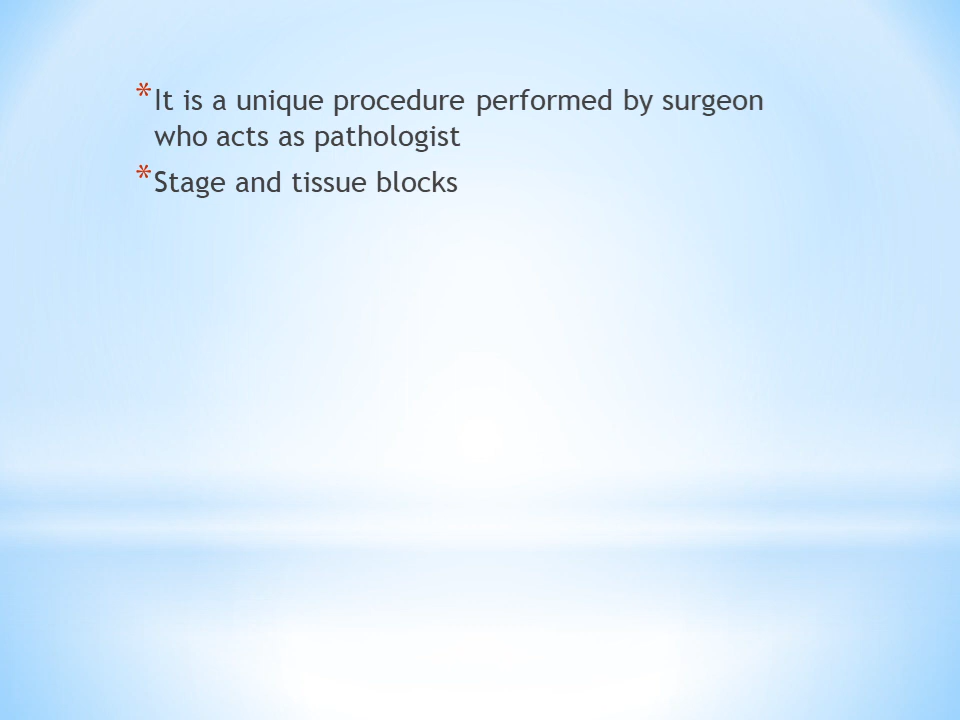 * It is a unique procedure performed by surgeon
who acts as pathologist
* Stage and tissue blocks